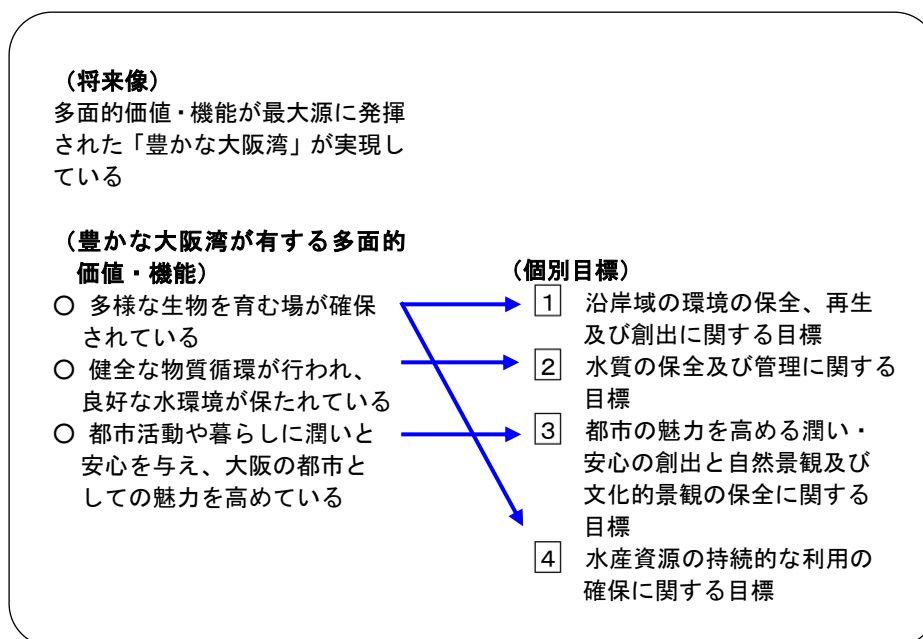 (将来像)
多面的価値・機能が最大源に発揮
された「豊かな大阪湾」が実現し
ている
(豊かな大阪湾が有する多面的
価値・機能)
〇 多様な生物を育む場が確保
されている
〇 健全な物質循環が行われ、
良好な水環境が保たれている
〇 都市活動や暮らしに潤いと
安心を与え、大阪の都市と
しての魅力を高めている
(個別目標)
1 沿岸域の環境の保全、再生
及び創出に関する目標
2 水質の保全及び管理に関する
目標
3 都市の魅力を高める潤い・
安心の創出と自然景観及び
文化的景観の保全に関する
目標
4 水産資源の持続的な利用の
確保に関する目標